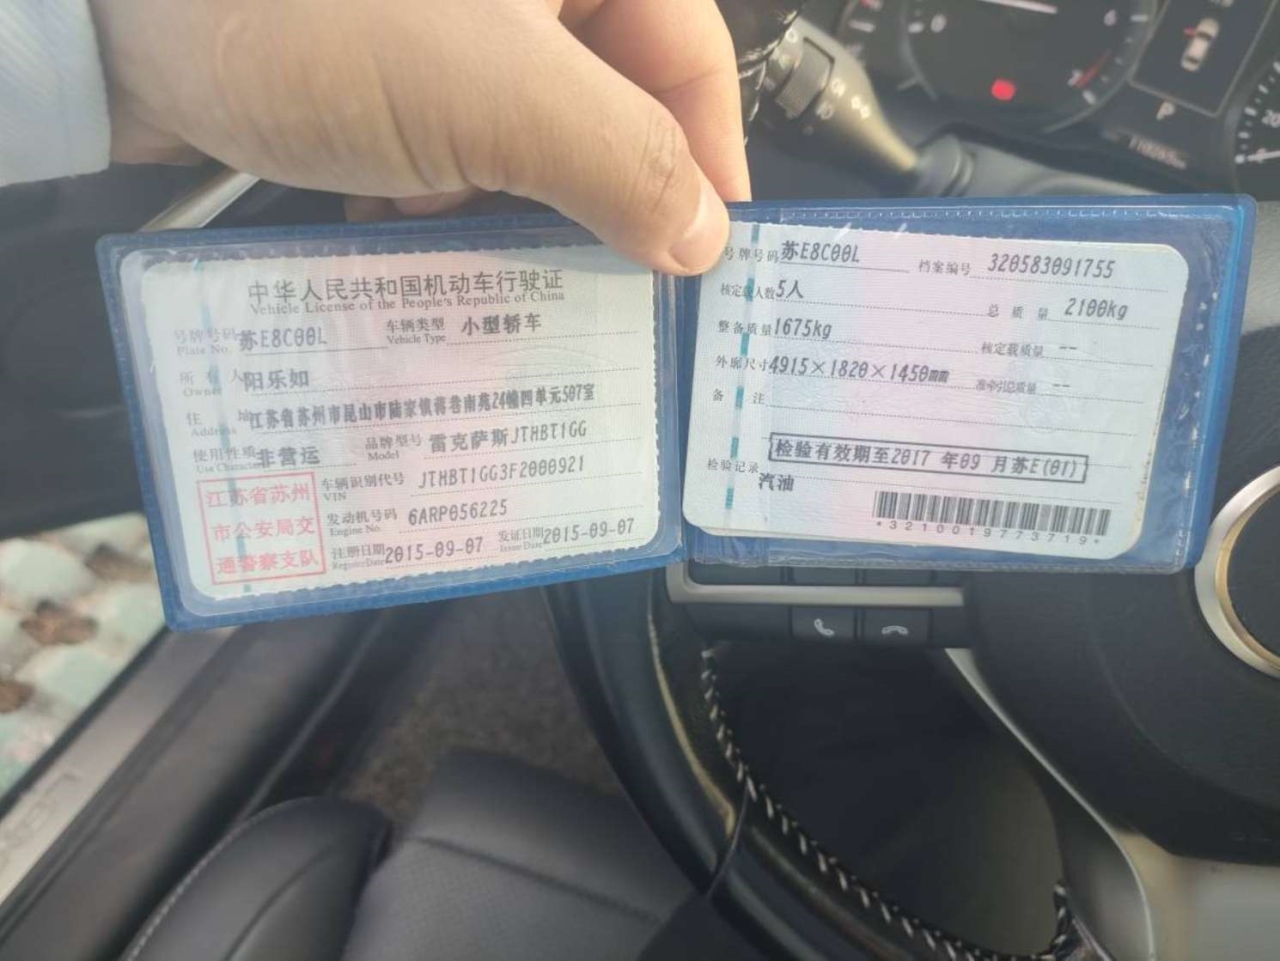 中华人民共和国机动车行驶证
Vehicle License of the People's Republic of China
号牌号码 苏E8C00L 车辆类型 小型轿车
Plate No. Vehicle Type
所有人 阳乐如
Owner
住址 江苏省苏州市昆山市陆家镇蒋巷南苑24幢四单元507室
Address
使用性质 非营运 品牌型号 雷克萨斯JTHBT1GG
Use Character Model
车辆识别代号 JTHBT1GG3F2000921
VIN
发动机号码 6ARP056225
Engine No.
注册日期 2015-09-07 发证日期 2015-09-07
Register Date Issue Date
江苏省苏州
市公安局交
通警察支队
号牌号码 苏E8C00L 档案编号 320583091755
核定载人数 5人 总质量 2100kg
整备质量 1675kg 核定载质量 --
外廓尺寸 4915×1820×1450mm 准牵引总质量 --
备注
检验有效期至2017 年09 月苏E(01)
检验记录
汽油
*3210019773719*
P